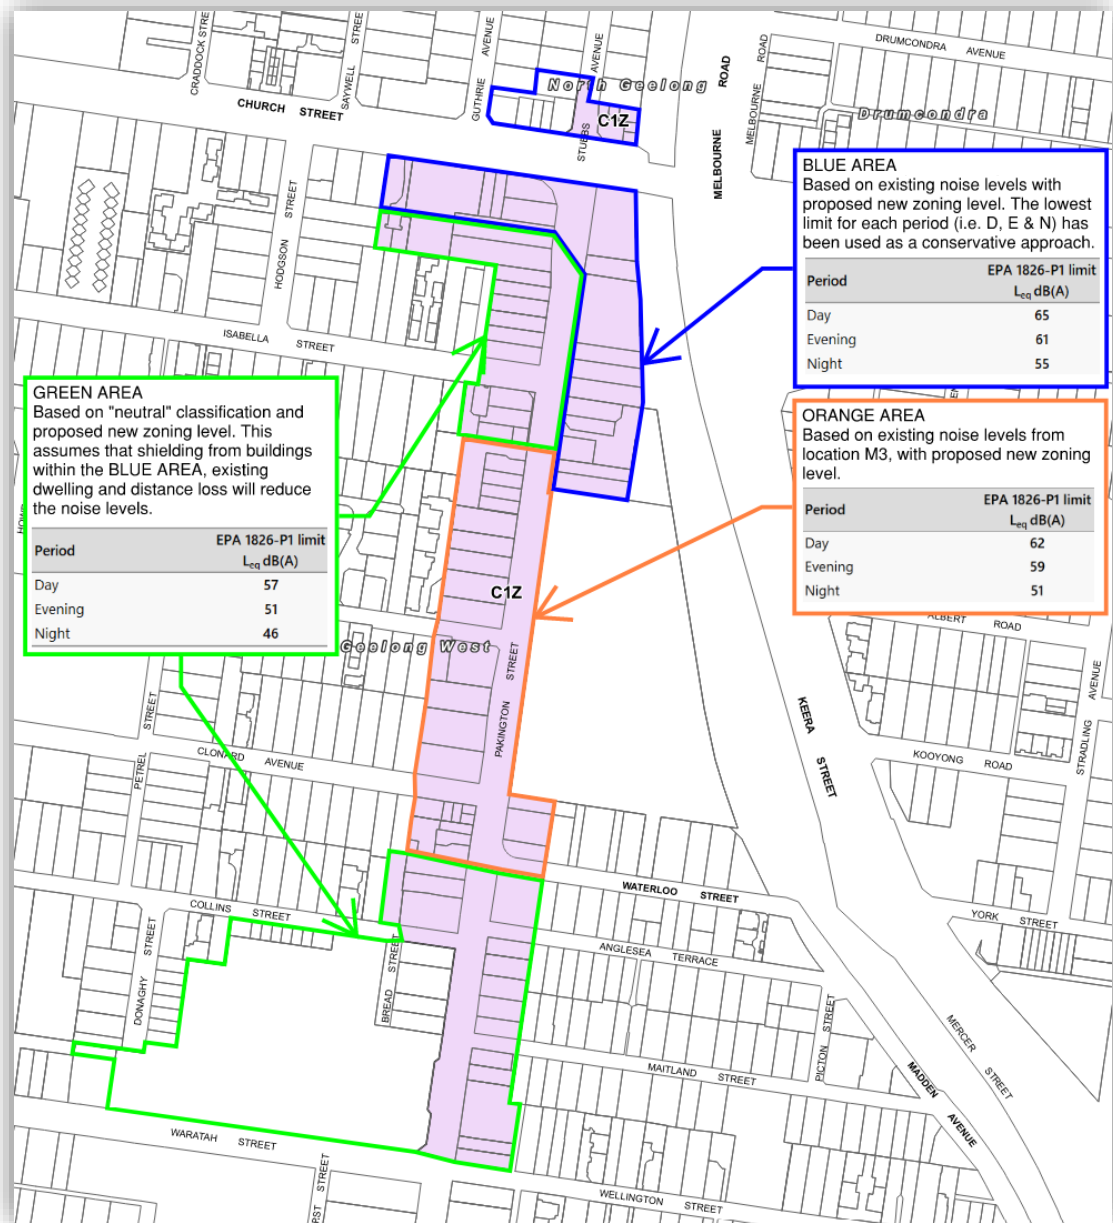 CRADDOCK STREE
SAYWELL STREE
GUTHRIE AVENUE
STUBBS AVENUE
MELBOURNE ROAD
MELBOURNE ROAD
DRUMCONDRA AVENUE
North Geelong
Drumcondra
CHURCH STREET
C1Z
HODGSON STREET
ISABELLA STREET
BLUE AREA
Based on existing noise levels with
proposed new zoning level. The lowest
limit for each period (i.e. D, E & N) has
been used as a conservative approach.
Period EPA 1826-P1 limit
Leq dB(A)
Day 65
Evening 61
Night 55
GREEN AREA
Based on "neutral" classification and
proposed new zoning level. This
assumes that shielding from buildings
within the BLUE AREA, existing
dwelling and distance loss will reduce
the noise levels.
Period EPA 1826-P1 limit
Leq dB(A)
Day 57
Evening 51
Night 46
ORANGE AREA
Based on existing noise levels from
location M3, with proposed new zoning
level.
Period EPA 1826-P1 limit
Leq dB(A)
Day 62
Evening 59
Night 51
C1Z
Geelong West
ALBERT ROAD
PAKINGTON STREET
KEERA STREET
STRADLING AVENUE
KOOYONG ROAD
PETREL STREET
CLONARD AVENUE
WATERLOO STREET
YORK STREET
COLLINS STREET
ANGLESEA TERRACE
DONAGHY STREET
BREAD STREET
PICTON STREET
MERCER STREET
MAITLAND STREET
MADDEN AVENUE
WARATAH STREET
RST STREET
WELLINGTON STREET